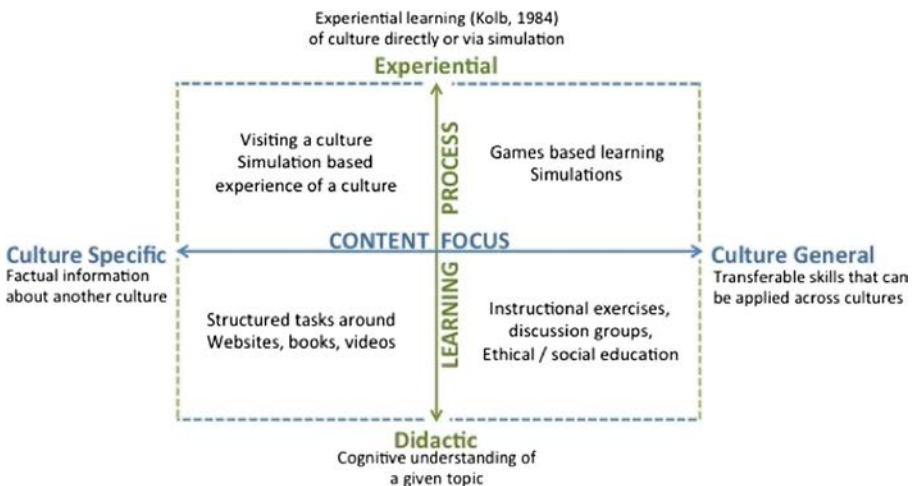 Experiential learning (Kolb, 1984)
of culture directly or via simulation
Experiential
Visiting a culture
Simulation based
experience of a culture
PROCESS
Games based learning
Simulations
CONTENT FOCUS
Culture Specific
Factual information
about another culture
Culture General
Transferable skills that can
be applied across cultures
Structured tasks around
Websites, books, videos
LEARNING
Instructional exercises,
discussion groups,
Ethical / social education
Didactic
Cognitive understanding of
a given topic